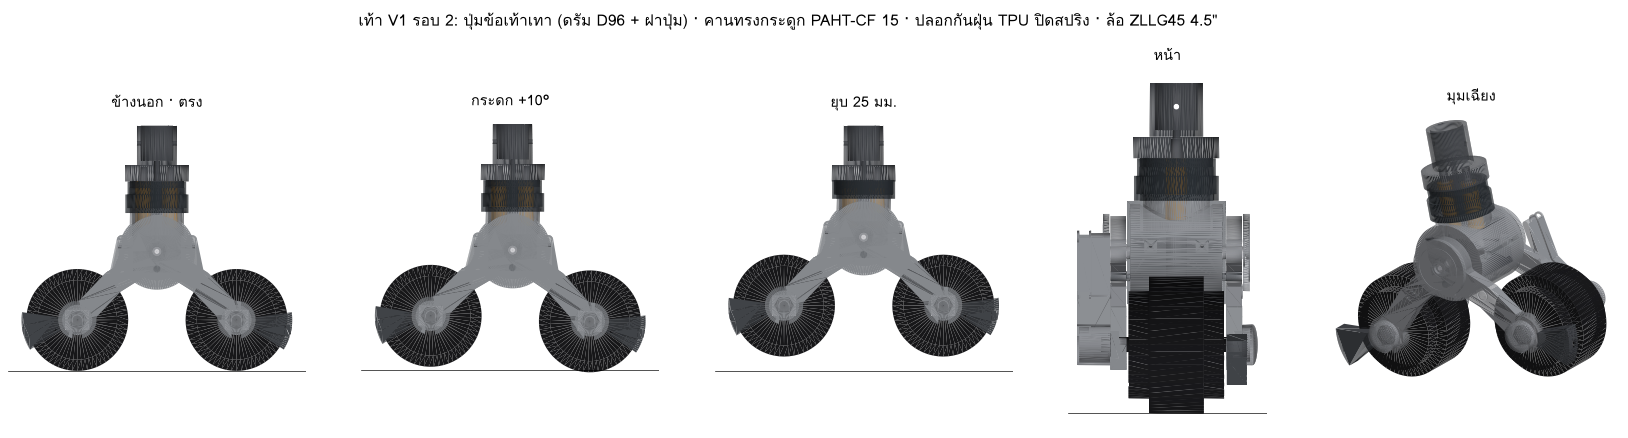 เท้า V1 รอบ 2: ปุ่มข้อเท้าเทา (ดรัม D96 + ฝาปุ่ม) · คานทรงกระดูก PAHT-CF 15 · ปลอกกันฝุ่น TPU ปิดสปริง · ล้อ ZLLG45 4.5"
หน้า
ข้างนอก · ตรง
กระดก +10°
ยุบ 25 มม.
มุมเฉียง